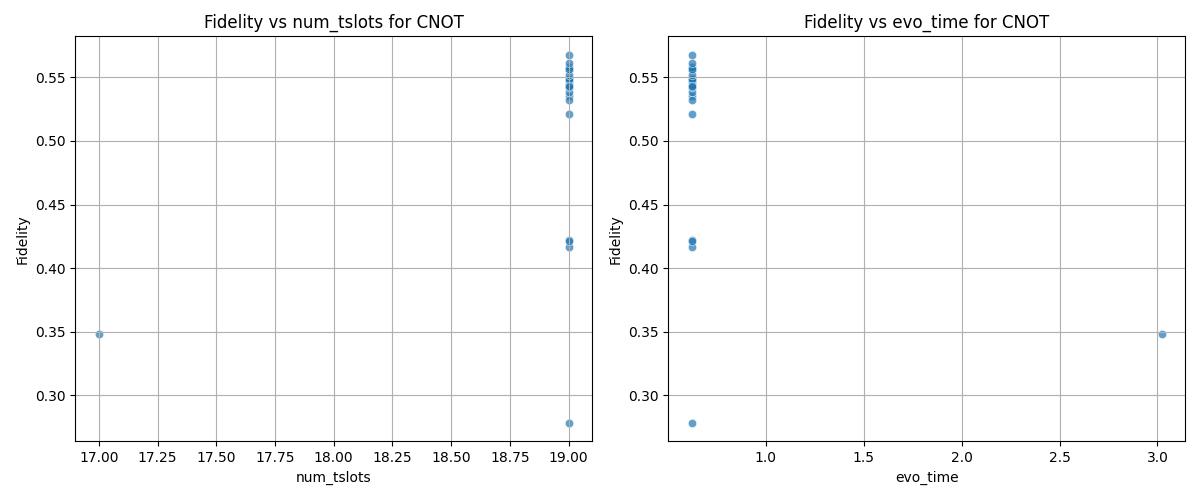 Fidelity vs num_tslots for CNOT
Fidelity
0.55
0.50
0.45
0.40
0.35
0.30
17.00 17.25 17.50 17.75 18.00 18.25 18.50 18.75 19.00
num_tslots
Fidelity vs evo_time for CNOT
Fidelity
0.55
0.50
0.45
0.40
0.35
0.30
1.0 1.5 2.0 2.5 3.0
evo_time